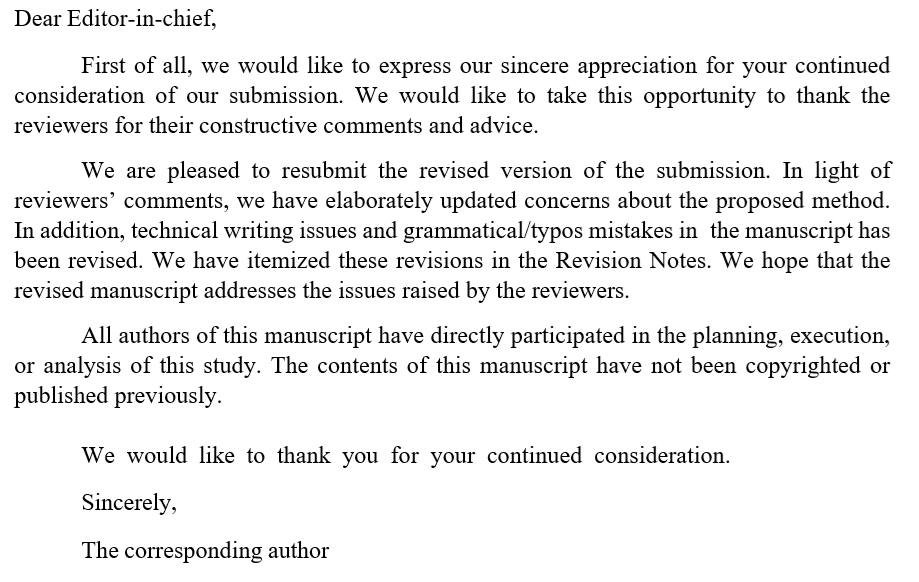 Dear Editor-in-chief,
First of all, we would like to express our sincere appreciation for your continued
consideration of our submission. We would like to take this opportunity to thank the
reviewers for their constructive comments and advice.
We are pleased to resubmit the revised version of the submission. In light of
reviewers’ comments, we have elaborately updated concerns about the proposed method.
In addition, technical writing issues and grammatical/typos mistakes in  the manuscript has
been revised. We have itemized these revisions in the Revision Notes. We hope that the
revised manuscript addresses the issues raised by the reviewers.
All authors of this manuscript have directly participated in the planning, execution,
or analysis of this study. The contents of this manuscript have not been copyrighted or
published previously.
We would like to thank you for your continued consideration.
Sincerely,
The corresponding author